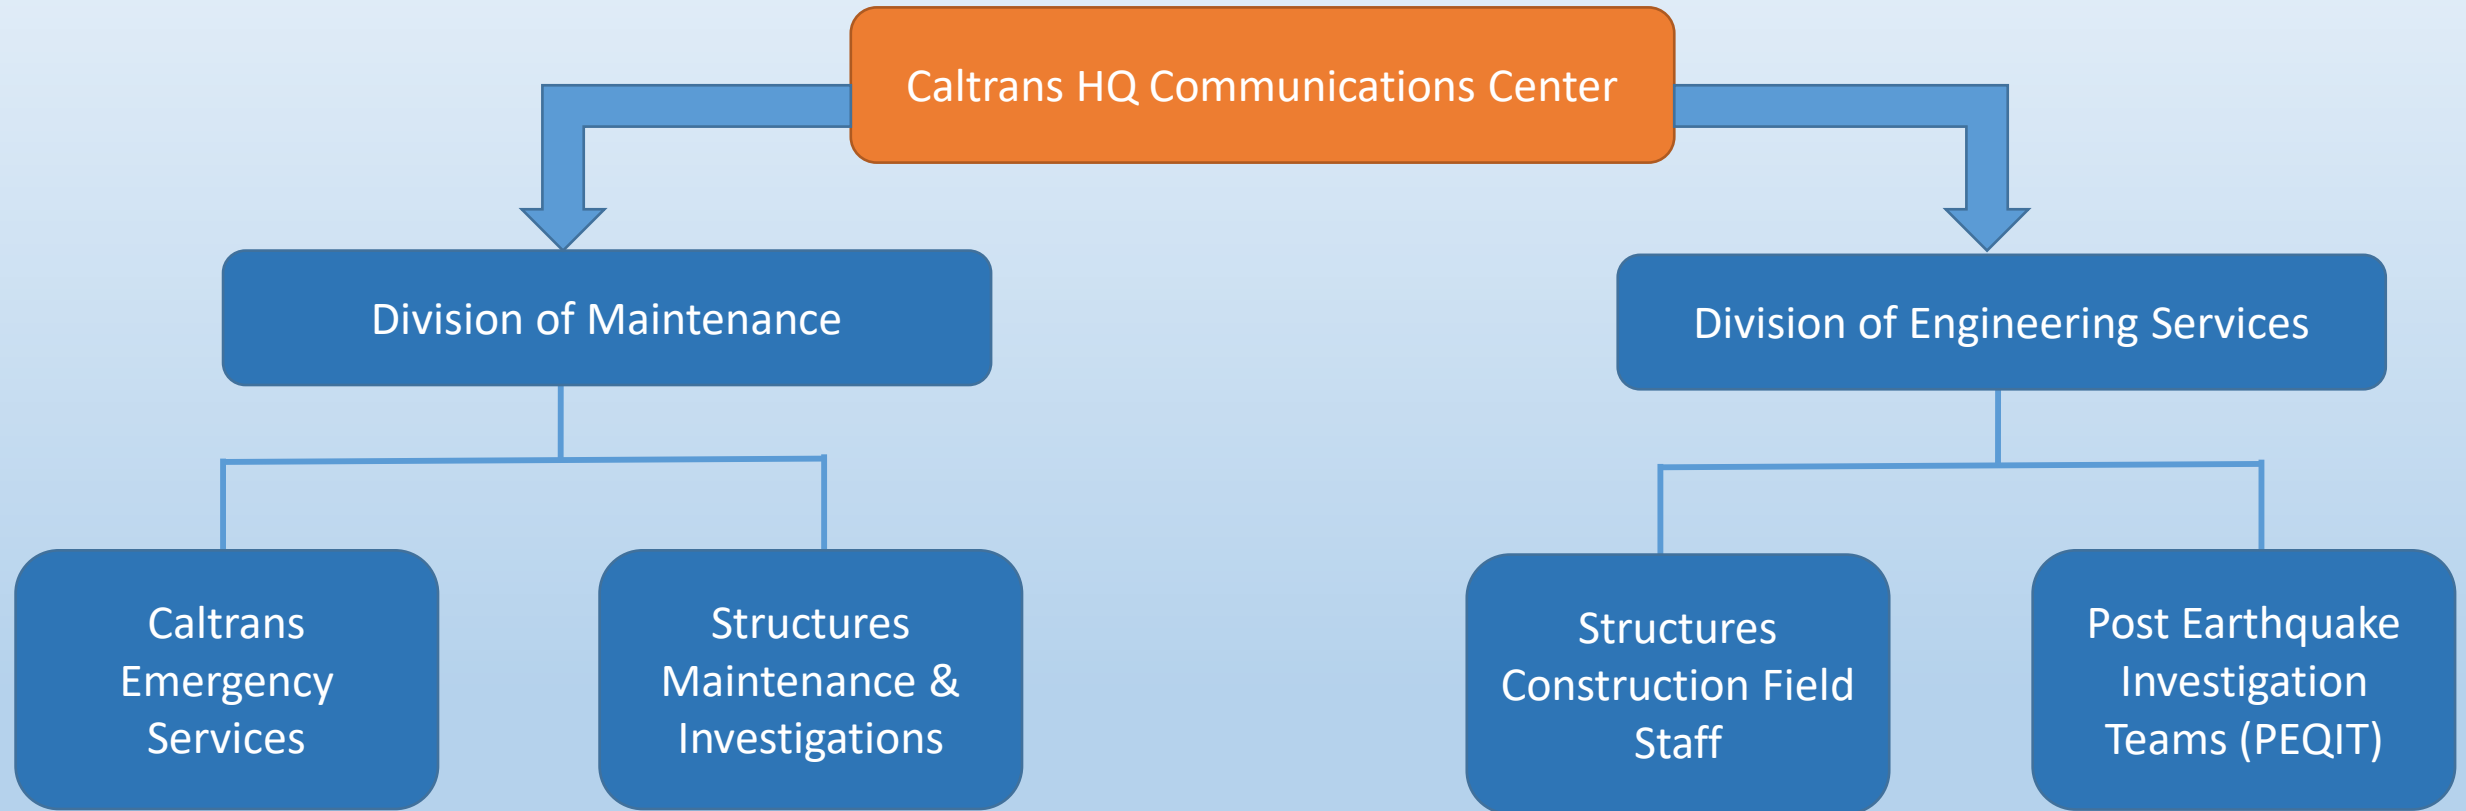 Caltrans HQ Communications Center
Division of Maintenance
Division of Engineering Services
Caltrans
Emergency
Services
Structures
Maintenance &
Investigations
Structures
Construction Field
Staff
Post Earthquake
Investigation
Teams (PEQIT)